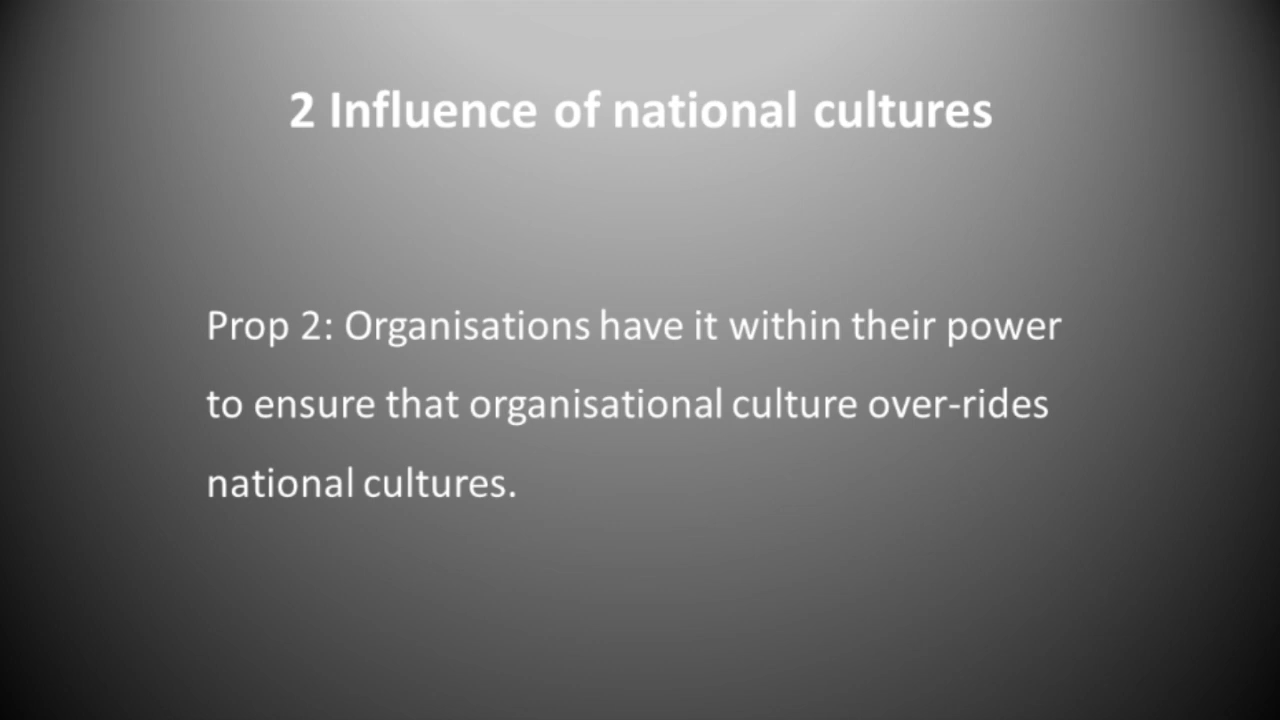 2 Influence of national cultures
Prop 2: Organisations have it within their power
to ensure that organisational culture over-rides
national cultures.